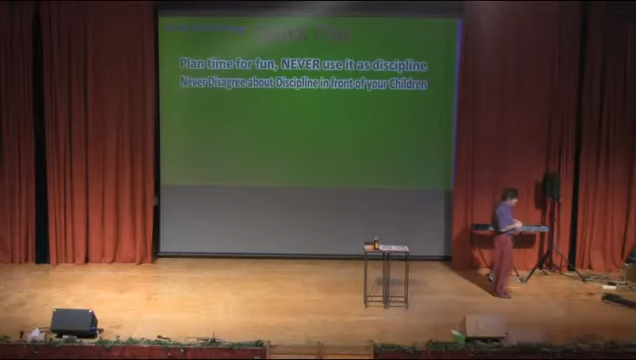 Plan time for fun, NEVER use it as discipline
Never Disagree about Discipline in front of your Children